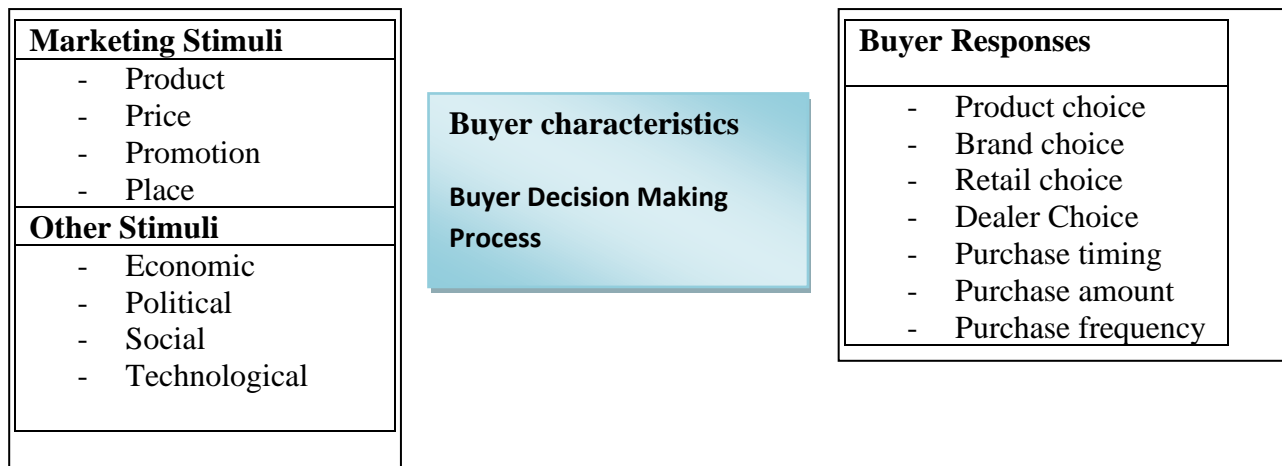 Marketing Stimuli
- Product
- Price
- Promotion
- Place
Other Stimuli
- Economic
- Political
- Social
- Technological
Buyer characteristics
Buyer Decision Making
Process
Buyer Responses
- Product choice
- Brand choice
- Retail choice
- Dealer Choice
- Purchase timing
- Purchase amount
- Purchase frequency